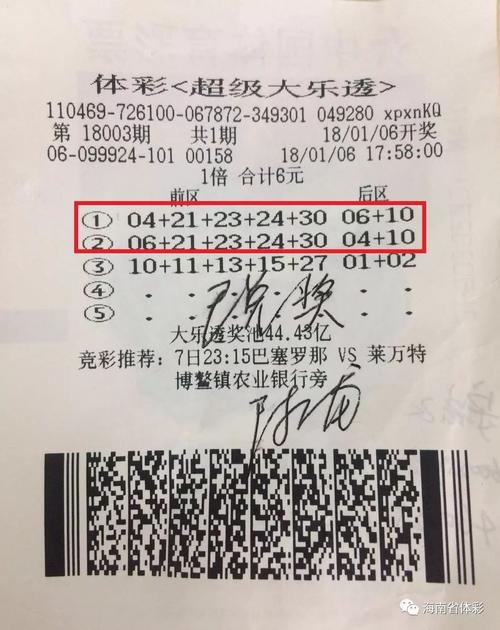 体彩<超级大乐透>
110469-726100-067872-349301 049280 xpxnKQ
第 18003期 共1期 18/01/06开奖
06-099924-101 00158 18/01/06 17:58:00
1倍 合计6元
前区 后区
① 04+21+23+24+30 06+10
② 06+21+23+24+30 04+10
③ 10+11+13+15+27 01+02
④ . . . . .
⑤ . . . . .
已兑奖
大乐透奖池44.43亿
竞彩推荐: 7日23:15巴塞罗那 VS 莱万特
博鳌镇农业银行旁
海南省体彩